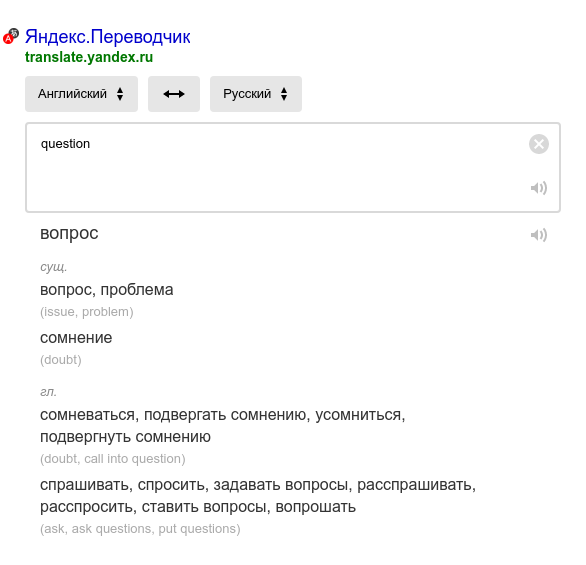 Яндекс.Переводчик
translate.yandex.ru
Английский
Русский
question
вопрос
сущ.
вопрос, проблема
(issue, problem)
сомнение
(doubt)
гл.
сомневаться, подвергать сомнению, усомниться,
подвергнуть сомнению
(doubt, call into question)
спрашивать, спросить, задавать вопросы, расспрашивать,
расспросить, ставить вопросы, вопрошать
(ask, ask questions, put questions)